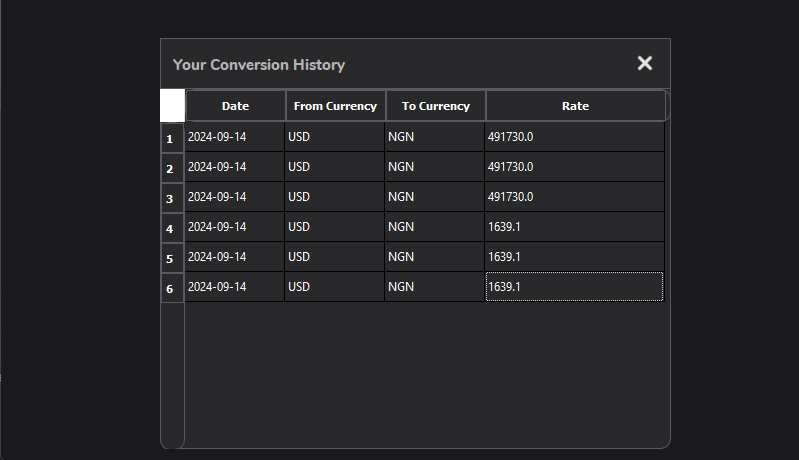 Your Conversion History
Date From Currency To Currency Rate
1 2024-09-14 USD NGN 491730.0
2 2024-09-14 USD NGN 491730.0
3 2024-09-14 USD NGN 491730.0
4 2024-09-14 USD NGN 1639.1
5 2024-09-14 USD NGN 1639.1
6 2024-09-14 USD NGN 1639.1